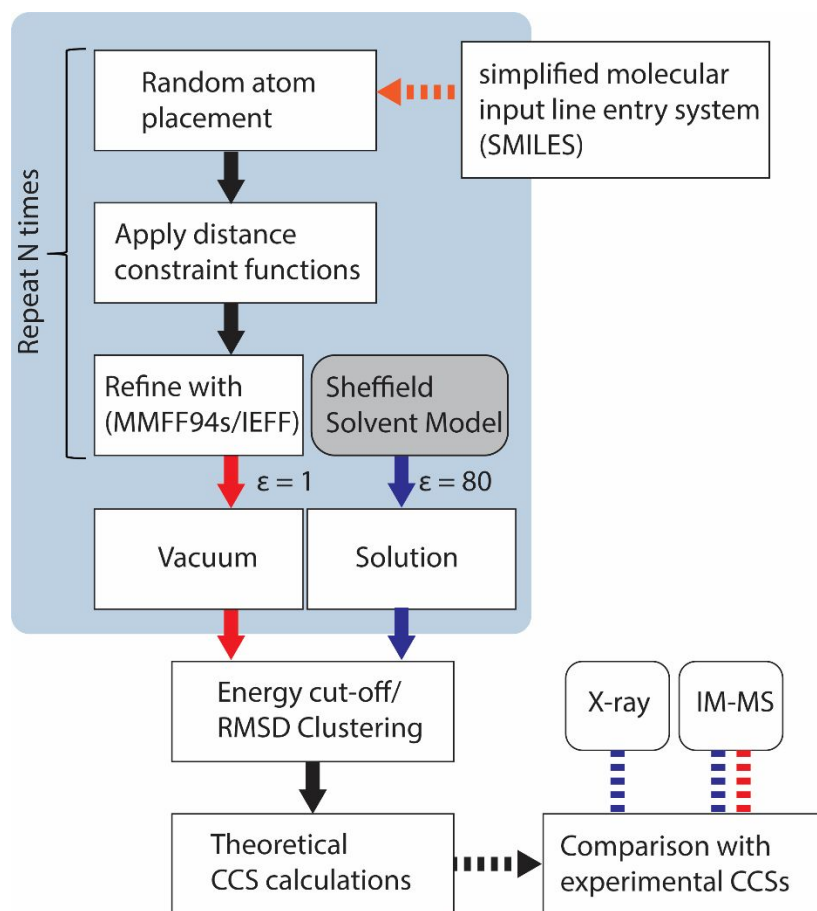 Random atom
placement
simplified molecular
input line entry system
(SMILES)
Repeat N times
Apply distance
constraint functions
Refine with
(MMFF94s/IEFF)
Sheffield
Solvent Model
ε = 1
ε = 80
Vacuum
Solution
Energy cut-off/
RMSD Clustering
X-ray
IM-MS
Theoretical
CCS calculations
Comparison with
experimental CCSs